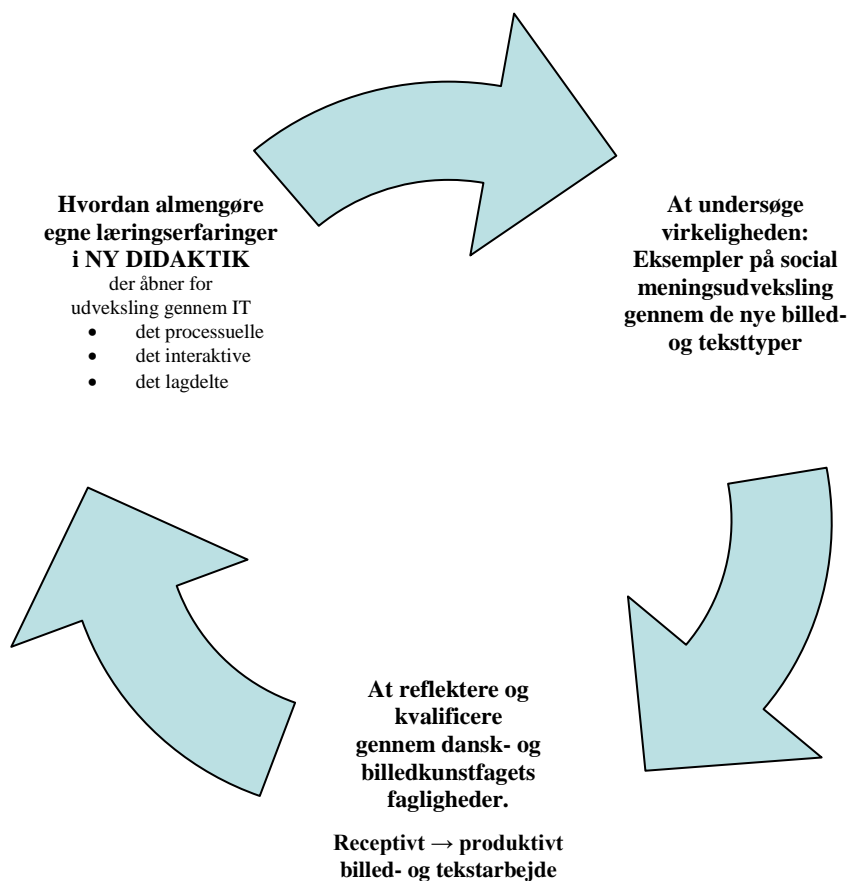 Hvordan almengøre
egne læringserfaringer
i NY DIDAKTIK
der åbner for
udveksling gennem IT
• det processuelle
• det interaktive
• det lagdelte
At undersøge
virkeligheden:
Eksempler på social
meningsudveksling
gennem de nye billed-
og teksttyper
At reflektere og
kvalificere
gennem dansk- og
billedkunstfagets
fagligheder.
Receptivt → produktivt
billed- og tekstarbejde